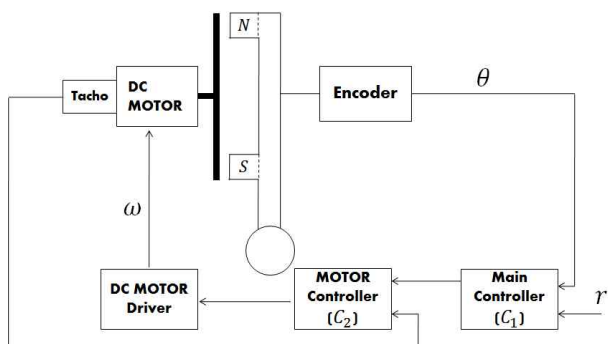 N
DC
MOTOR
Tacho
Encoder
θ
S
ω
DC MOTOR
Driver
MOTOR
Controller
(C₂)
Main
Controller
(C₁)
r